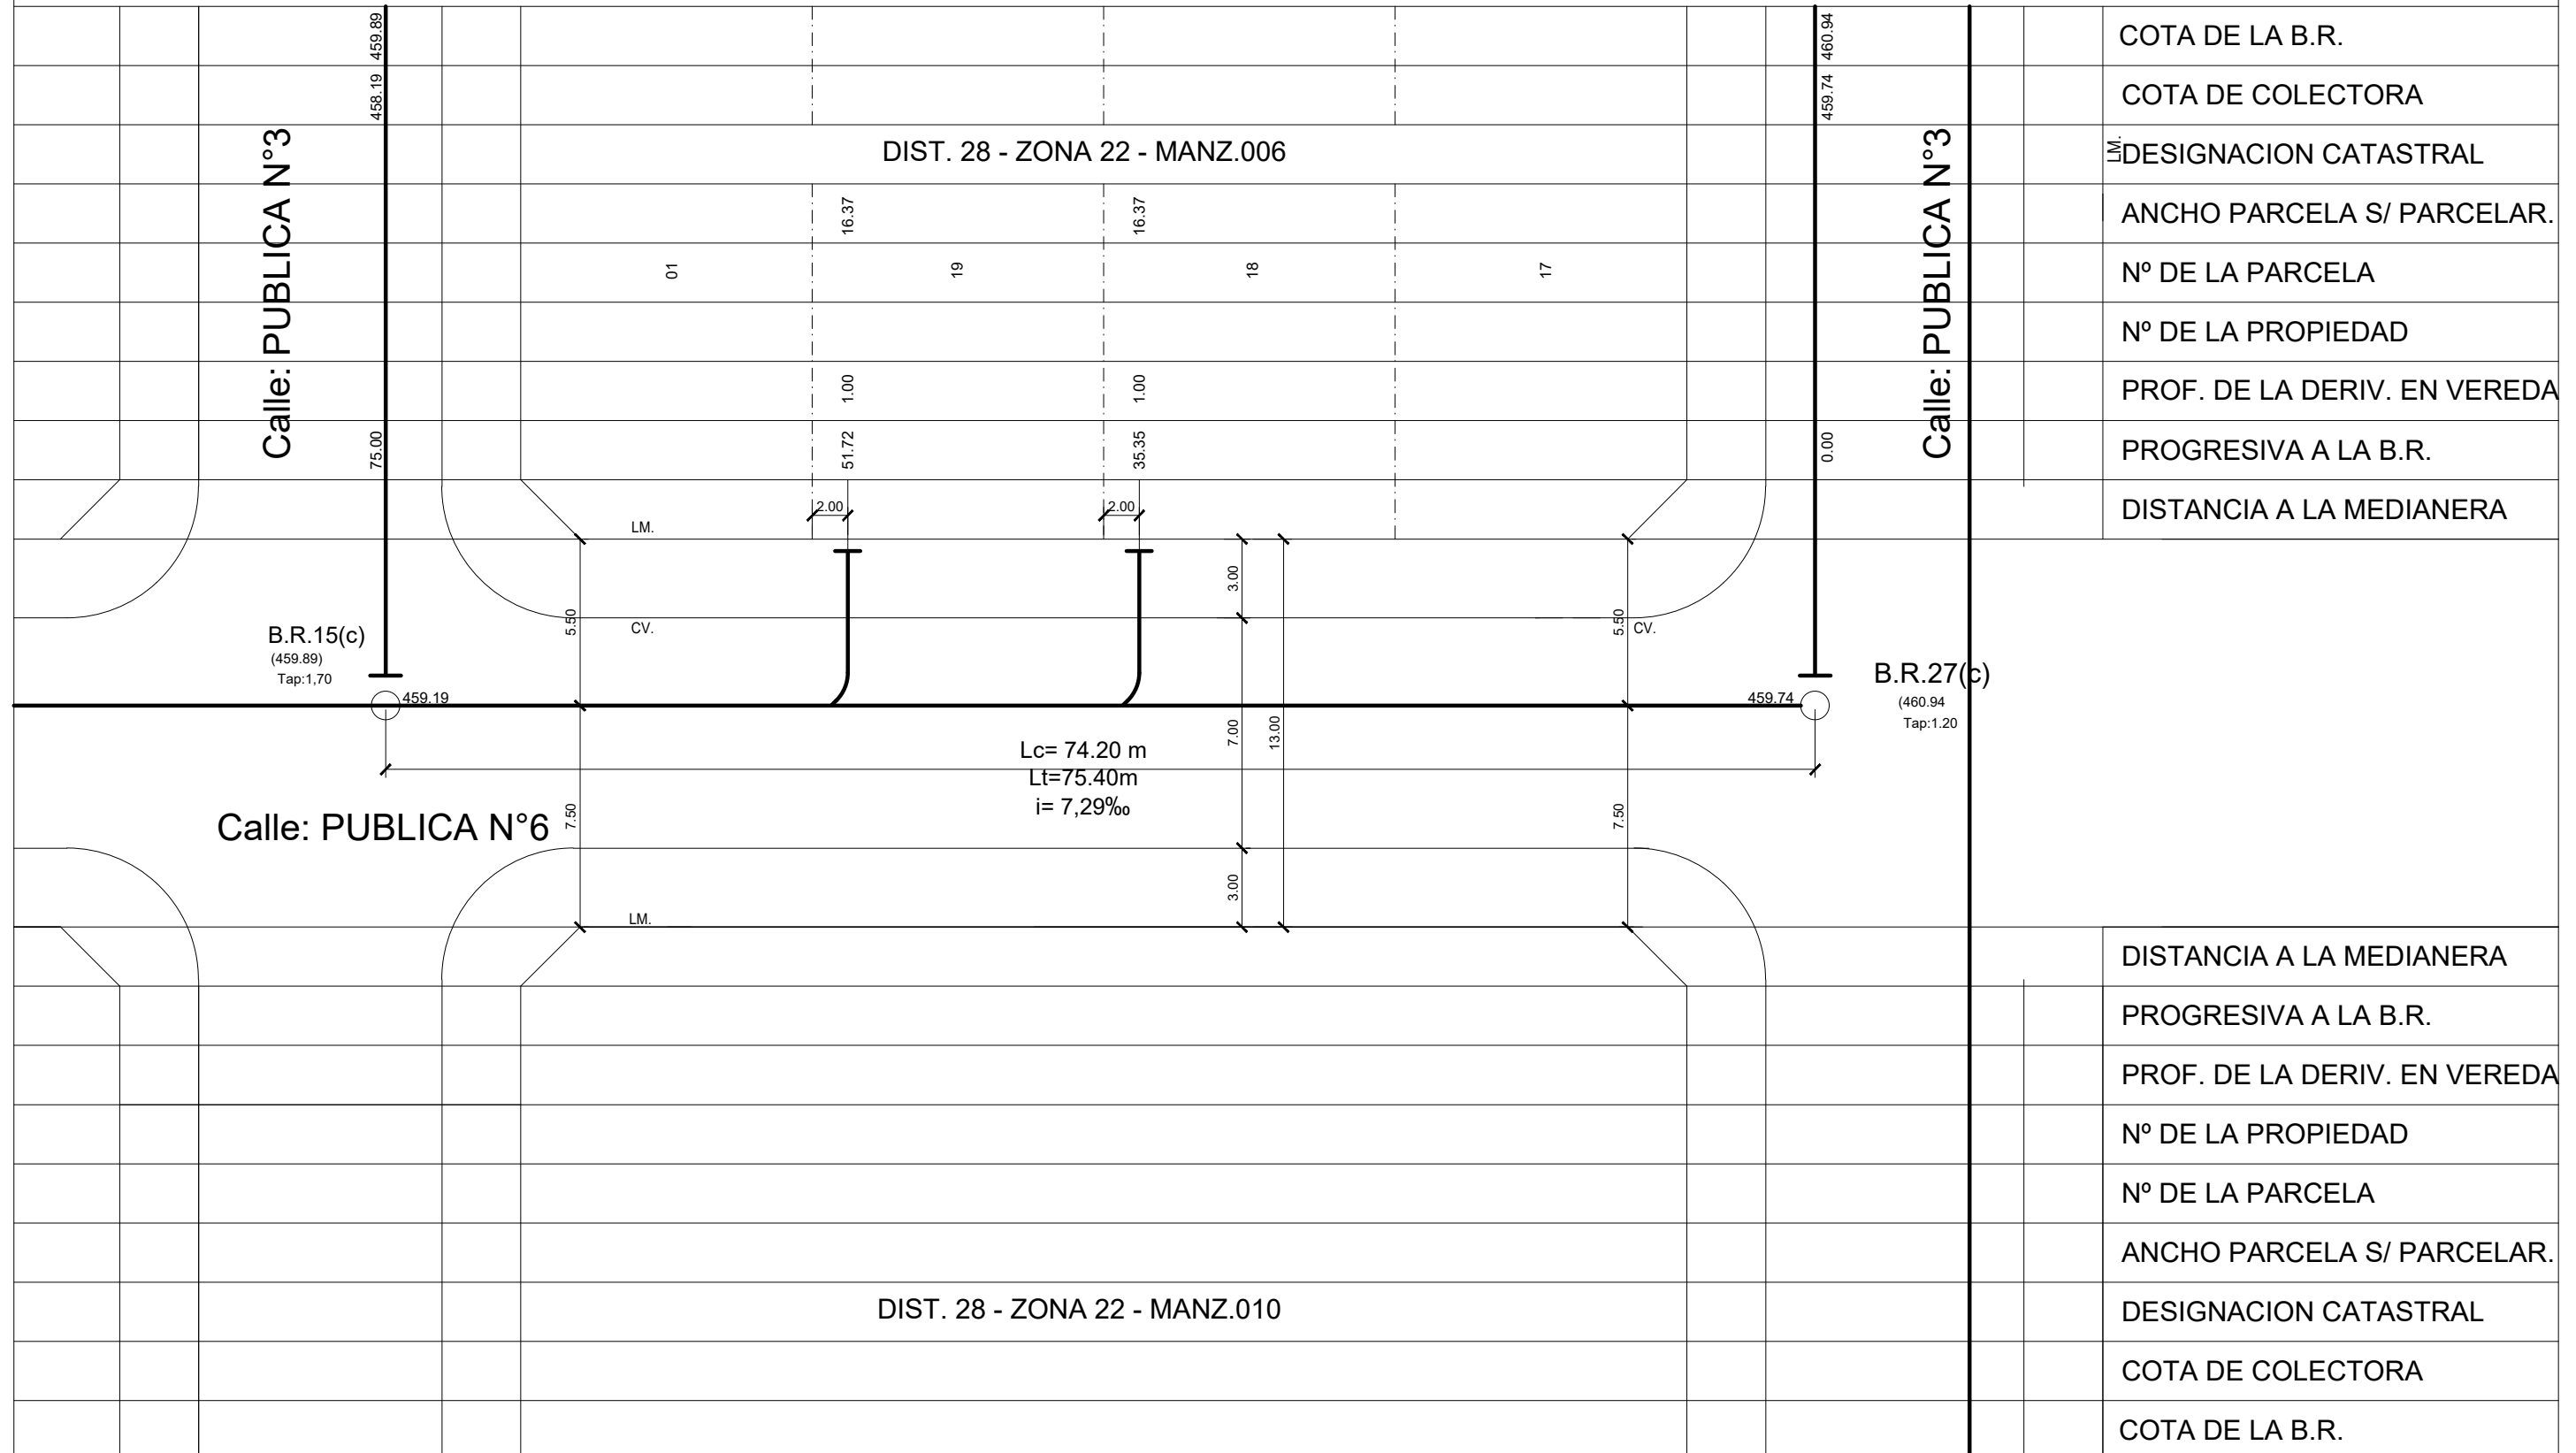 459.89
460.94
COTA DE LA B.R.
458.19
459.74
COTA DE COLECTORA
DIST. 28 - ZONA 22 - MANZ.006
LM.
DESIGNACION CATASTRAL
Calle: PUBLICA N°3
Calle: PUBLICA N°3
16.37
16.37
ANCHO PARCELA S/ PARCELAR.
01
19
18
17
Nº DE LA PARCELA
Nº DE LA PROPIEDAD
1.00
1.00
PROF. DE LA DERIV. EN VEREDA
75.00
51.72
35.35
0.00
PROGRESIVA A LA B.R.
2.00
2.00
DISTANCIA A LA MEDIANERA
LM.
3.00
5.50
5.50
CV.
CV.
B.R.15(c)
(459.89)
Tap:1,70
459.19
459.74
B.R.27(c)
(460.94
Tap:1.20
7.00
13.00
Lc= 74.20 m
Lt=75.40m
i= 7,29‰
Calle: PUBLICA N°6
7.50
7.50
3.00
LM.
DISTANCIA A LA MEDIANERA
PROGRESIVA A LA B.R.
PROF. DE LA DERIV. EN VEREDA
Nº DE LA PROPIEDAD
Nº DE LA PARCELA
ANCHO PARCELA S/ PARCELAR.
DIST. 28 - ZONA 22 - MANZ.010
DESIGNACION CATASTRAL
COTA DE COLECTORA
COTA DE LA B.R.